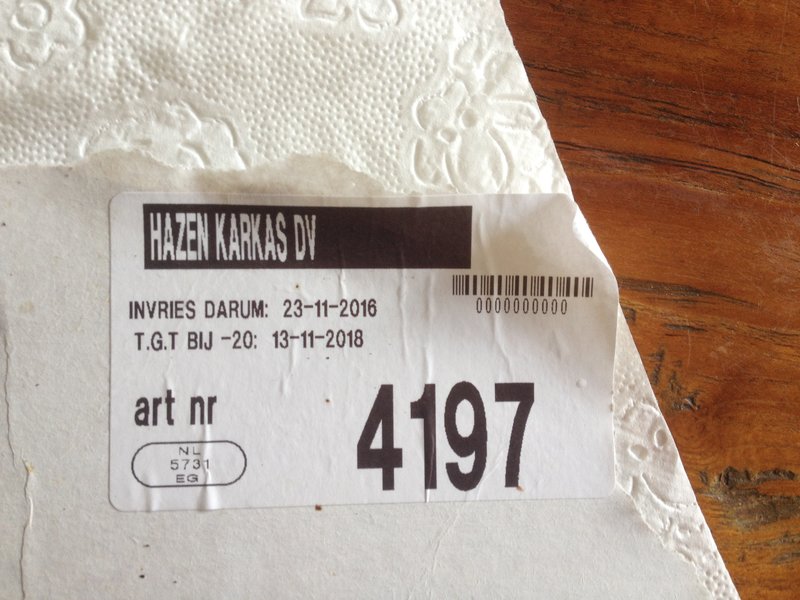 HAZEN KARKAS DV
0000000000
INVRIES DARUM: 23-11-2016
T.G.T BIJ -20: 13-11-2018
art nr 4197
NL
5731
EG